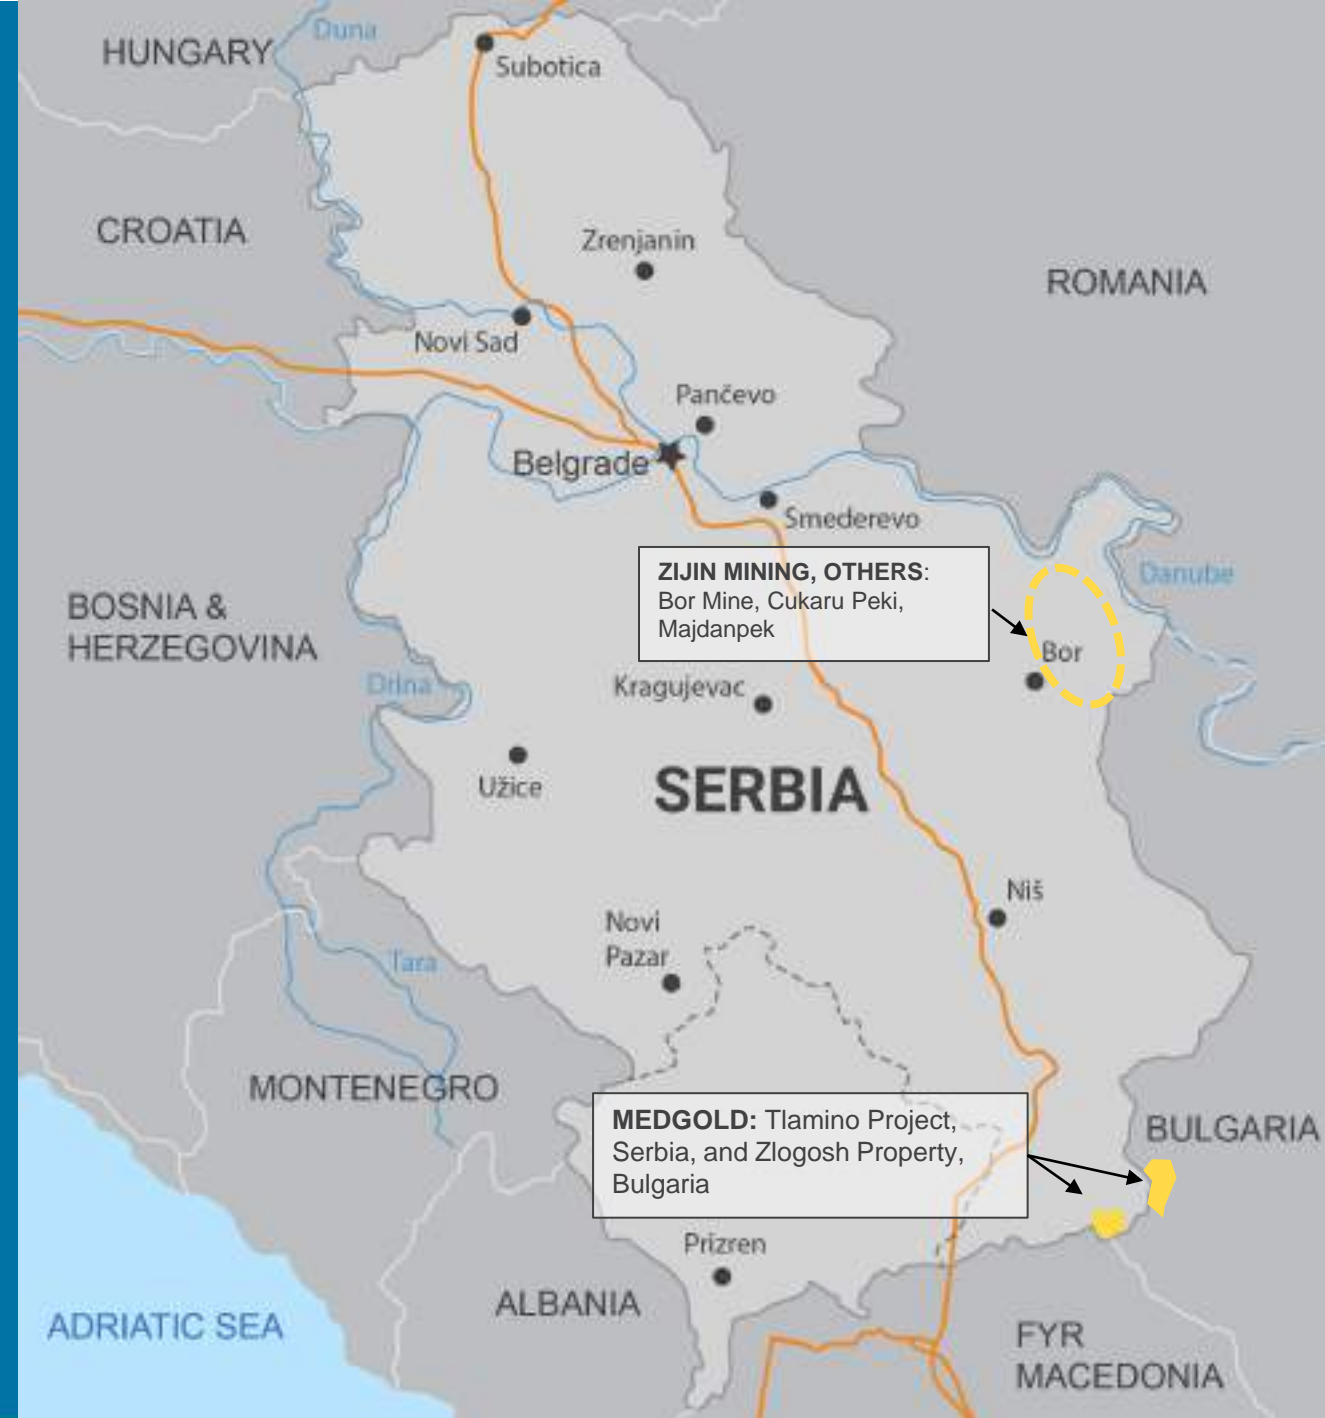 Duna
HUNGARY
Subotica
CROATIA
Zrenjanin
ROMANIA
Novi Sad
Pančevo
Belgrade
Smederevo
ZIJIN MINING, OTHERS:
Bor Mine, Cukaru Peki,
Majdanpek
Danube
BOSNIA &
HERZEGOVINA
Bor
Drina
Kragujevac
Užice
SERBIA
Niš
Novi
Pazar
Tara
MONTENEGRO
MEDGOLD: Tlamino Project,
Serbia, and Zlogosh Property,
Bulgaria
BULGARIA
Prizren
ALBANIA
ADRIATIC SEA
FYR
MACEDONIA